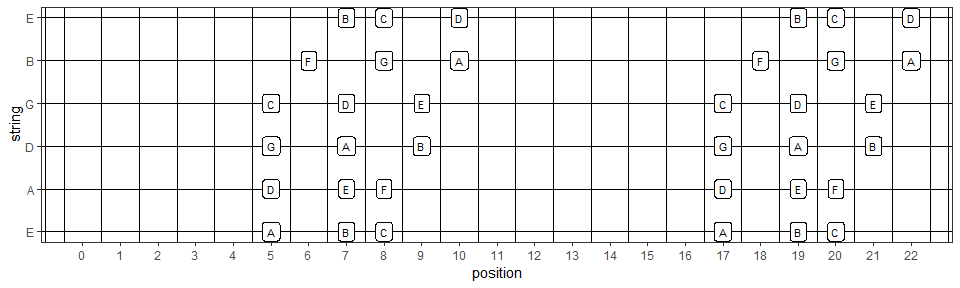 E B C D B C D
B F G A F G A
G C D E C D E
D G A B G A B
A D E F D E F
E A B C A B C
0 1 2 3 4 5 6 7 8 9 10 11 12 13 14 15 16 17 18 19 20 21 22
position
string